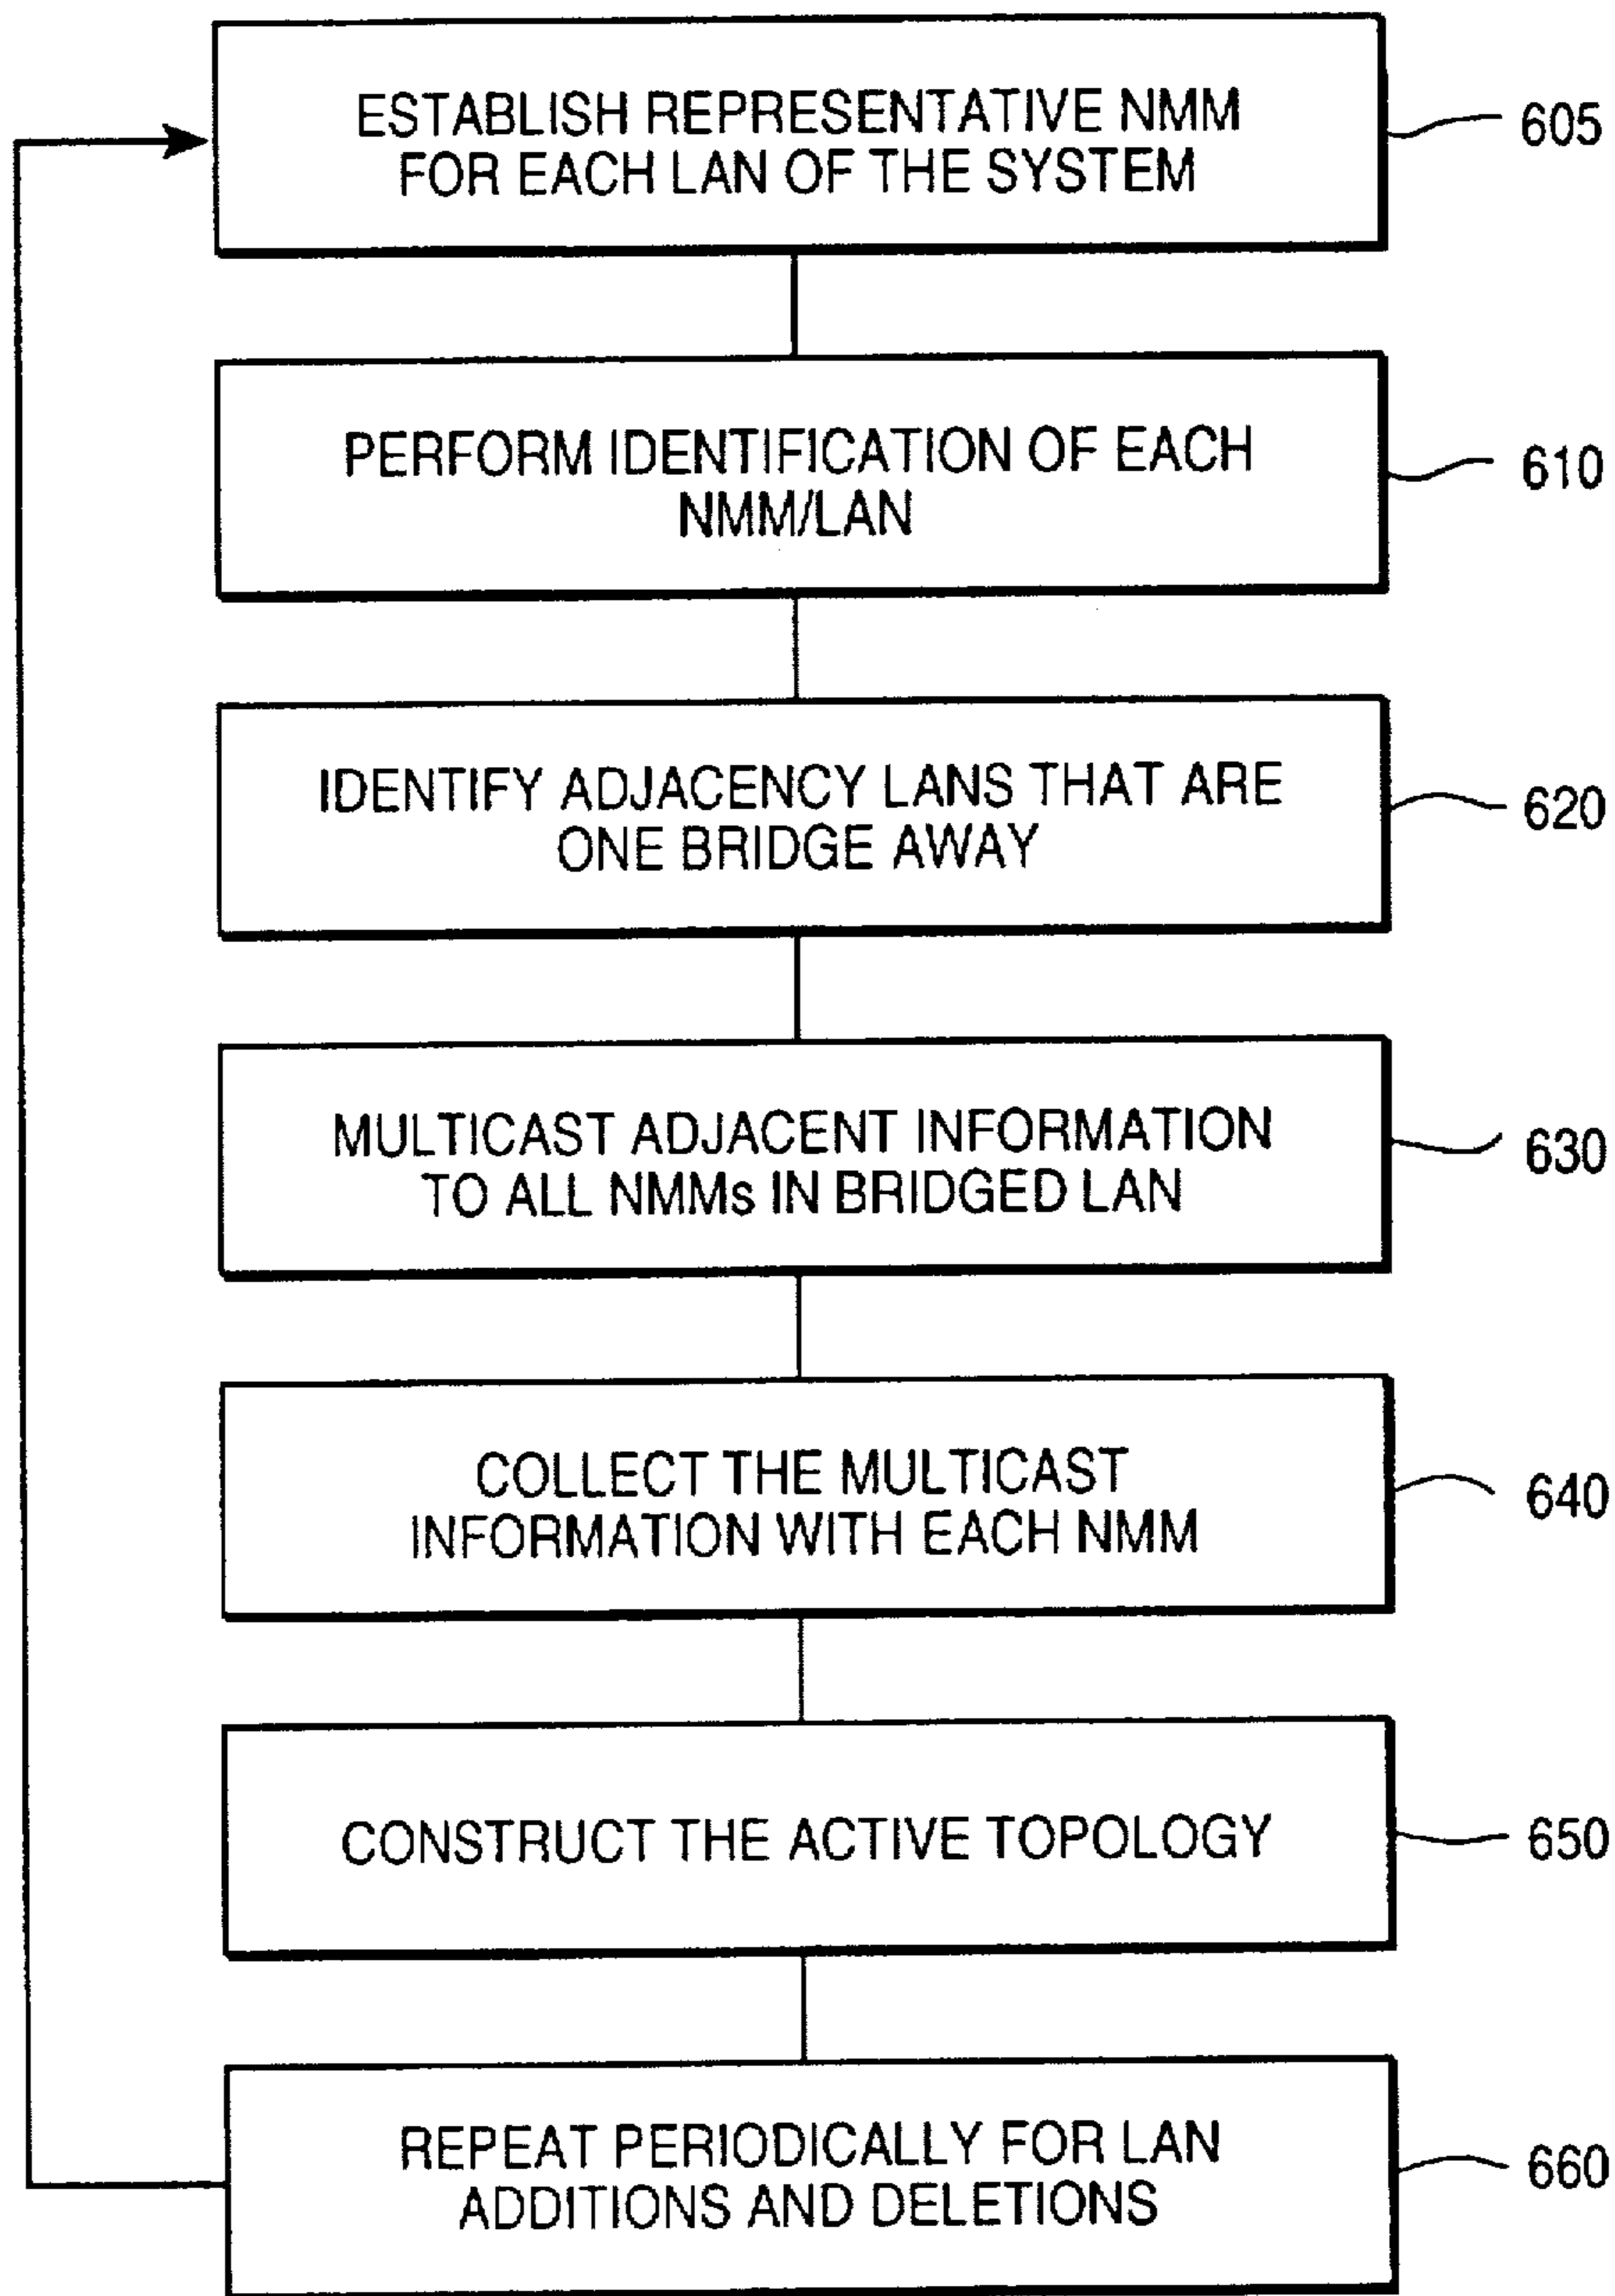 ESTABLISH REPRESENTATIVE NMM
FOR EACH LAN OF THE SYSTEM
605
PERFORM IDENTIFICATION OF EACH
NMM/LAN
610
IDENTIFY ADJACENCY LANS THAT ARE
ONE BRIDGE AWAY
620
MULTICAST ADJACENT INFORMATION
TO ALL NMMs IN BRIDGED LAN
630
COLLECT THE MULTICAST
INFORMATION WITH EACH NMM
640
CONSTRUCT THE ACTIVE TOPOLOGY
650
REPEAT PERIODICALLY FOR LAN
ADDITIONS AND DELETIONS
660